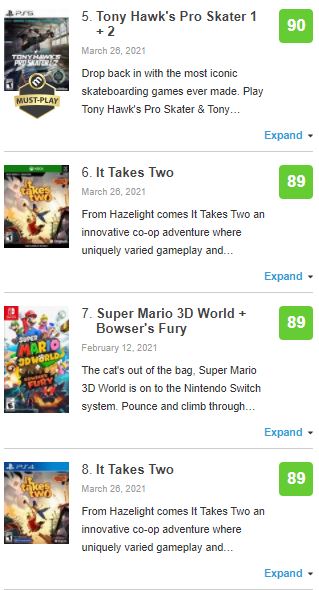 PS5
TONY HAWK'S
PRO SKATER 1+2
MUST-PLAY
5. Tony Hawk's Pro Skater 1
+ 2
90
March 26, 2021
Drop back in with the most iconic
skateboarding games ever made. Play
Tony Hawk's Pro Skater & Tony…
Expand
XBOX
it
takes
two
6. It Takes Two
89
March 26, 2021
From Hazelight comes It Takes Two an
innovative co-op adventure where
uniquely varied gameplay and…
Expand
SUPER
MARIO
3D WORLD
BOWSER'S
FURY
7. Super Mario 3D World +
Bowser's Fury
89
February 12, 2021
The cat's out of the bag, Super Mario
3D World is on to the Nintendo Switch
system. Pounce and climb through…
Expand
PS4
it
takes
two
8. It Takes Two
89
March 26, 2021
From Hazelight comes It Takes Two an
innovative co-op adventure where
uniquely varied gameplay and…
Expand